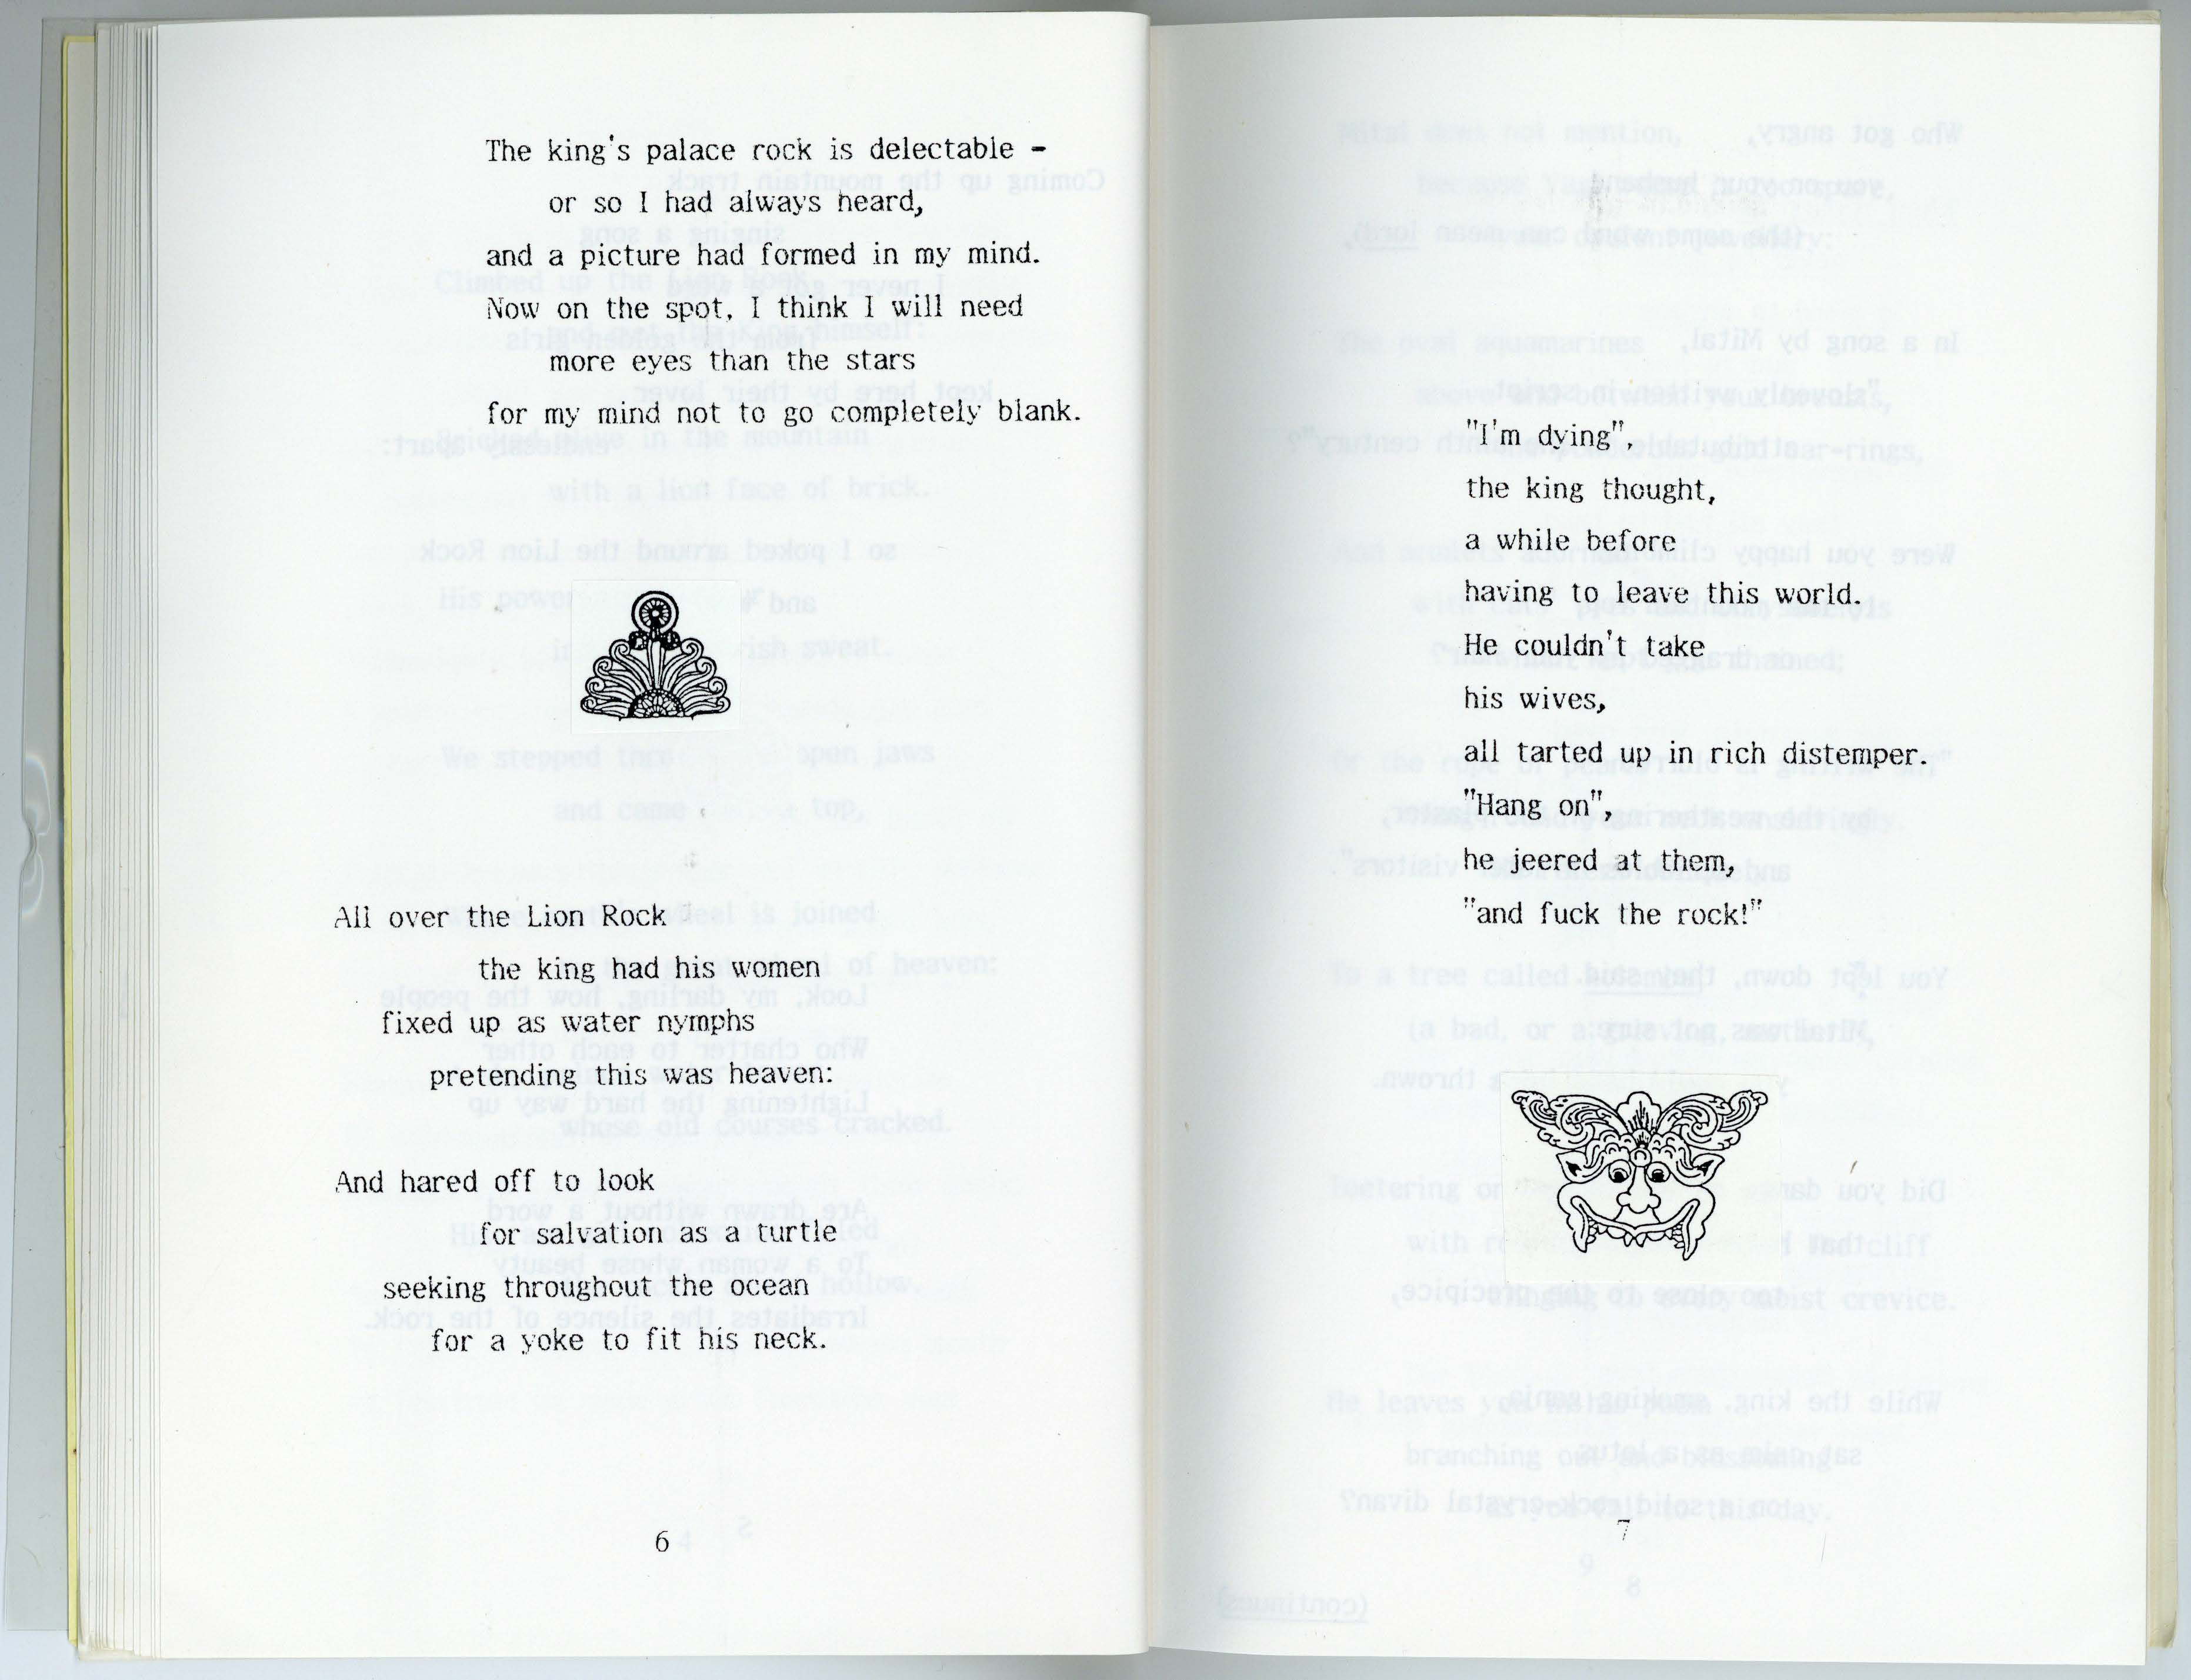 The king's palace rock is delectable -
or so I had always heard,
and a picture had formed in my mind.
Now on the spot, I think I will need
more eyes than the stars
for my mind not to go completely blank.
All over the Lion Rock
the king had his women
fixed up as water nymphs
pretending this was heaven:
And hared off to look
for salvation as a turtle
seeking throughout the ocean
for a yoke to fit his neck.
6
"I'm dying",
the king thought,
a while before
having to leave this world.
He couldn't take
his wives,
all tarted up in rich distemper.
"Hang on",
he jeered at them,
"and fuck the rock!"
7